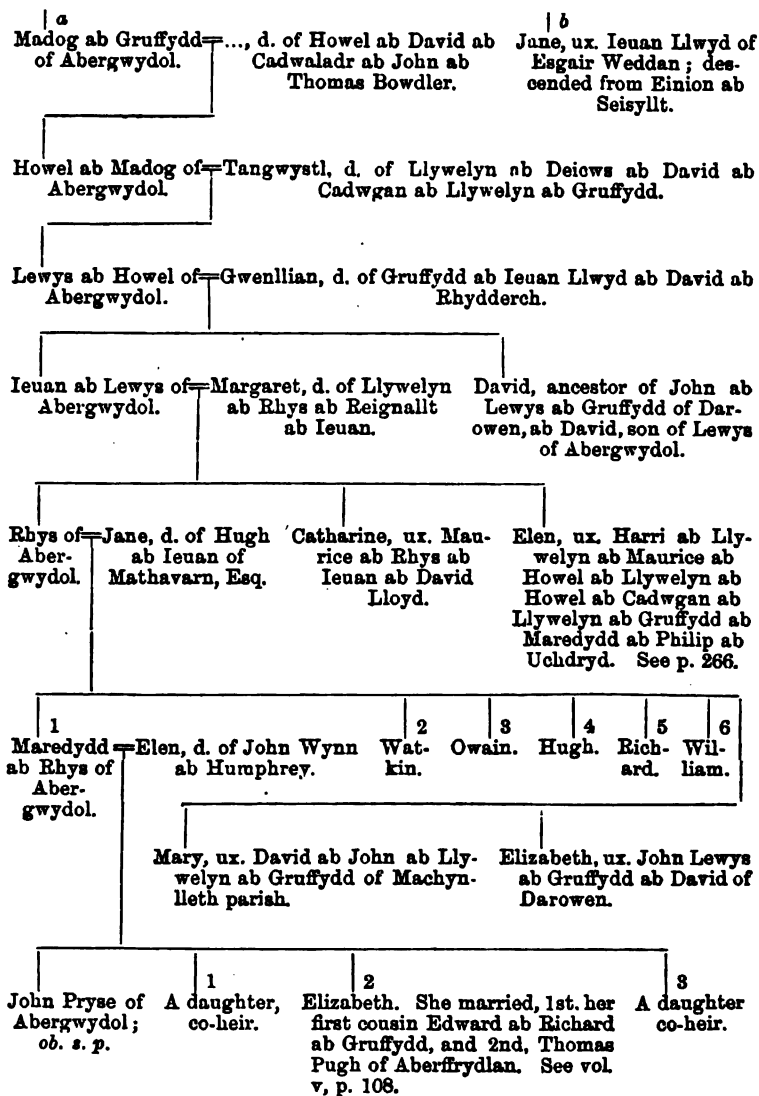 a
Madog ab Gruffydd=..., d. of Howel ab David ab
of Abergwydol. Cadwaladr ab John ab
Thomas Bowdler.
b
Jane, ux. Ieuan Llwyd of
Esgair Weddan; des-
cended from Einion ab
Seisyllt.
Howel ab Madog of=Tangwystl, d. of Llywelyn ab Deiows ab David ab
Abergwydol. Cadwgan ab Llywelyn ab Gruffydd.
Lewys ab Howel of=Gwenllian, d. of Gruffydd ab Ieuan Llwyd ab David ab
Abergwydol. Rhydderch.
Ieuan ab Lewys of=Margaret, d. of Llywelyn
Abergwydol. ab Rhys ab Reignallt
ab Ieuan.
David, ancestor of John ab
Lewys ab Gruffydd of Dar-
owen, ab David, son of Lewys
of Abergwydol.
Rhys of=Jane, d. of Hugh
Aber- ab Ieuan of
gwydol. Mathavarn, Esq.
Catharine, ux. Mau-
rice ab Rhys ab
Ieuan ab David
Lloyd.
Elen, ux. Harri ab Lly-
welyn ab Maurice ab
Howel ab Llywelyn ab
Howel ab Cadwgan ab
Llywelyn ab Gruffydd ab
Maredydd ab Philip ab
Uchdryd. See p. 266.
1
Maredydd=Elen, d. of John Wynn
ab Rhys of ab Humphrey.
Aber-
gwydol.
2
Wat-
kin.
3
Owain.
4
Hugh.
5
Rich-
ard.
6
Wil-
liam.
Mary, ux. David ab John ab Lly-
welyn ab Gruffydd of Machyn-
lleth parish.
Elizabeth, ux. John Lewys
ab Gruffydd ab David of
Darowen.
John Pryse of
Abergwydol;
ob. s. p.
1
A daughter,
co-heir.
2
Elizabeth. She married, 1st. her
first cousin Edward ab Richard
ab Gruffydd, and 2nd, Thomas
Pugh of Aberffrydlan. See vol.
v, p. 108.
3
A daughter
co-heir.